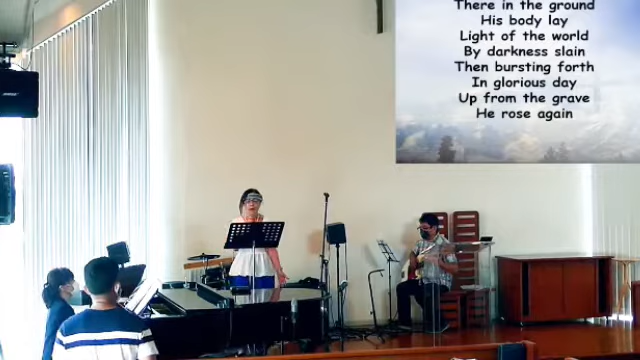 There in the ground
His body lay
Light of the world
By darkness slain
Then bursting forth
In glorious day
Up from the grave
He rose again